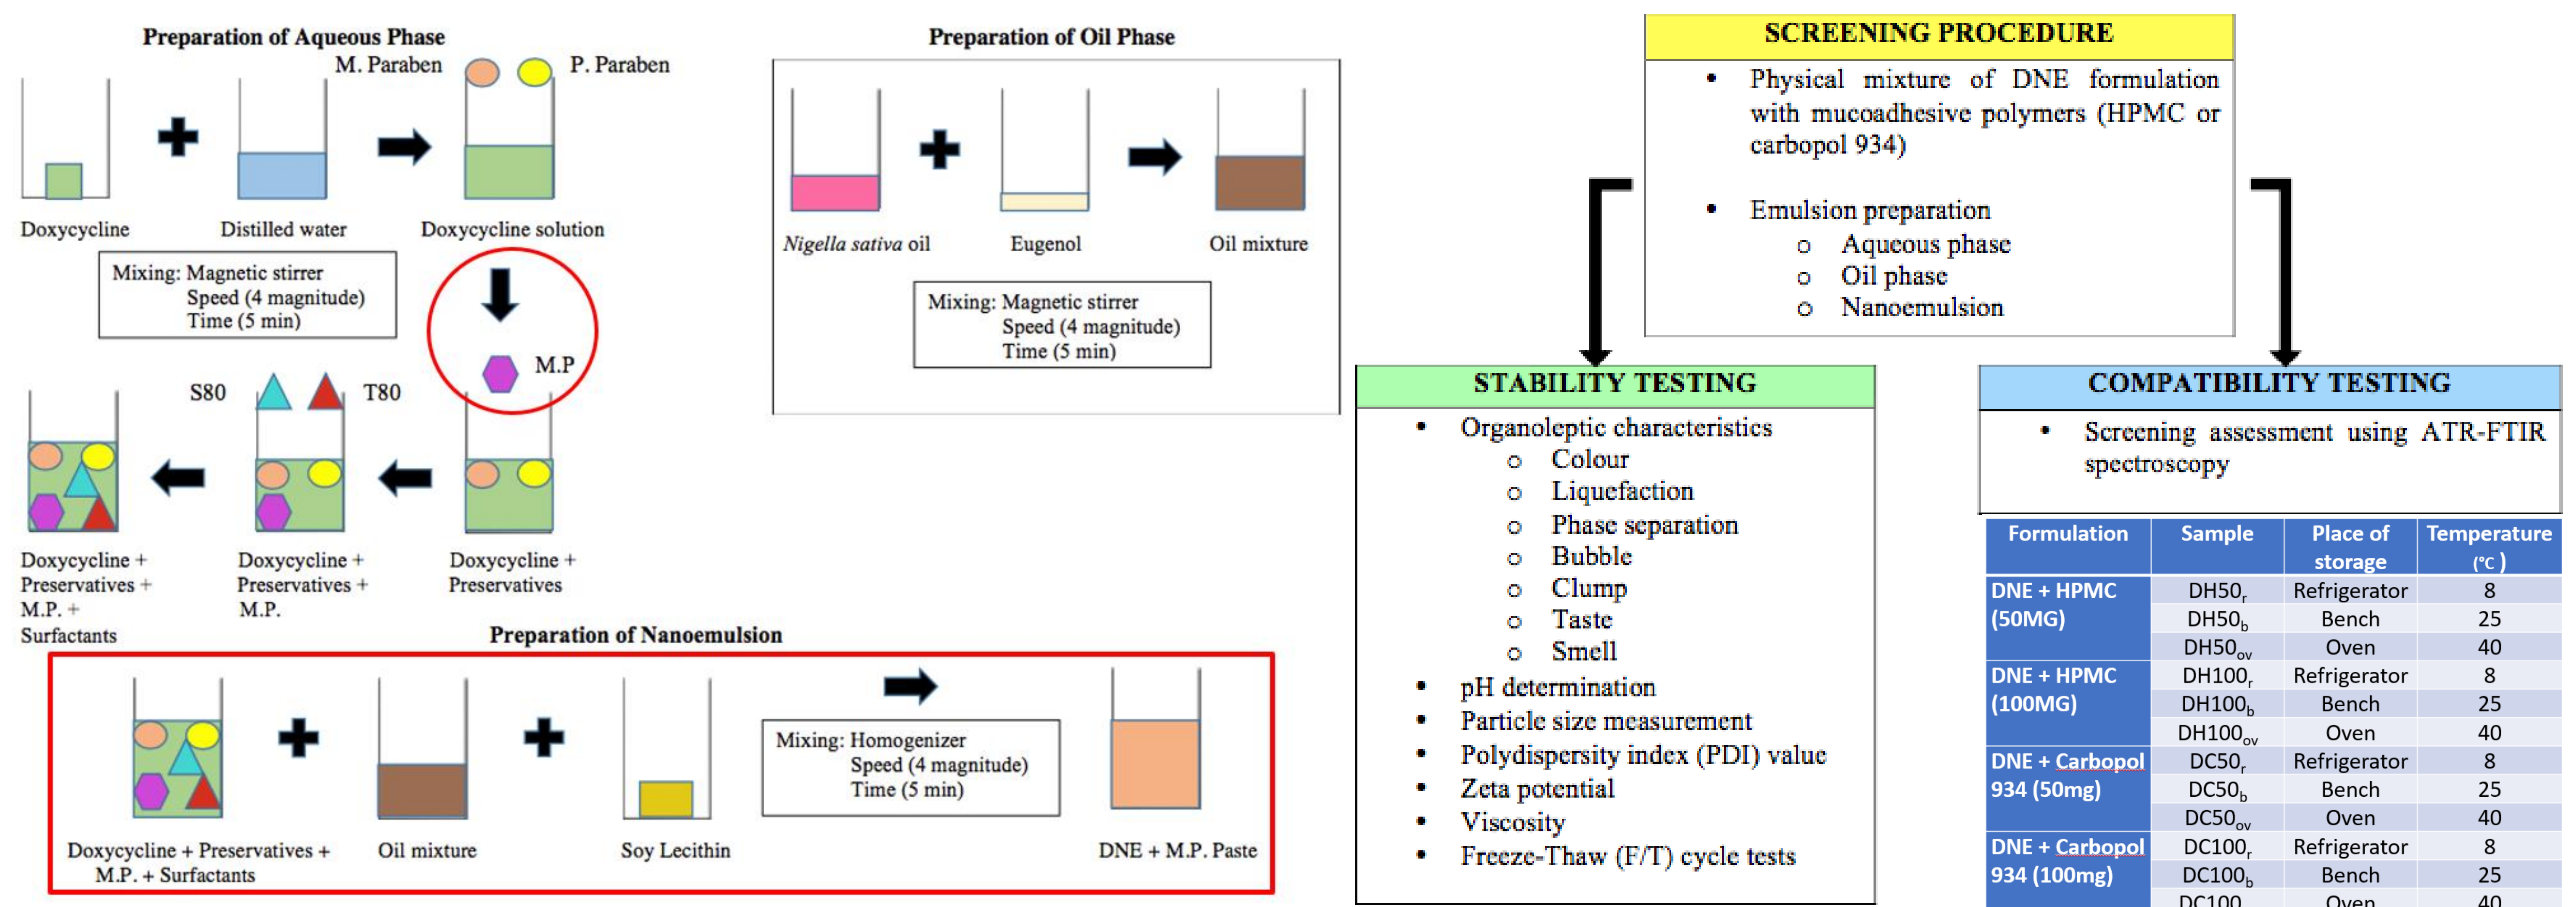 Preparation of Aqueous Phase
M. Paraben
P. Paraben
Doxycycline
Distilled water
Doxycycline solution
Mixing: Magnetic stirrer
Speed (4 magnitude)
Time (5 min)
M.P
S80
T80
Doxycycline +
Preservatives +
M.P. +
Surfactants
Doxycycline +
Preservatives +
M.P.
Doxycycline +
Preservatives
Preparation of Oil Phase
Nigella sativa oil
Eugenol
Oil mixture
Mixing: Magnetic stirrer
Speed (4 magnitude)
Time (5 min)
Preparation of Nanoemulsion
Doxycycline + Preservatives +
M.P. + Surfactants
Oil mixture
Soy Lecithin
Mixing: Homogenizer
Speed (4 magnitude)
Time (5 min)
DNE + M.P. Paste
SCREENING PROCEDURE
• Physical mixture of DNE formulation
with mucoadhesive polymers (HPMC or
carbopol 934)
• Emulsion preparation
o Aqueous phase
o Oil phase
o Nanoemulsion
STABILITY TESTING
• Organoleptic characteristics
o Colour
o Liquefaction
o Phase separation
o Bubble
o Clump
o Taste
o Smell
• pH determination
• Particle size measurement
• Polydispersity index (PDI) value
• Zeta potential
• Viscosity
• Freeze-Thaw (F/T) cycle tests
COMPATIBILITY TESTING
• Screening assessment using ATR-FTIR
spectroscopy
Formulation Sample Place of storage Temperature (°C )
DNE + HPMC (50MG) DH50r Refrigerator 8
DH50b Bench 25
DH50ov Oven 40
DNE + HPMC (100MG) DH100r Refrigerator 8
DH100b Bench 25
DH100ov Oven 40
DNE + Carbopol 934 (50mg) DC50r Refrigerator 8
DC50b Bench 25
DC50ov Oven 40
DNE + Carbopol 934 (100mg) DC100r Refrigerator 8
DC100b Bench 25
DC100 Oven 40